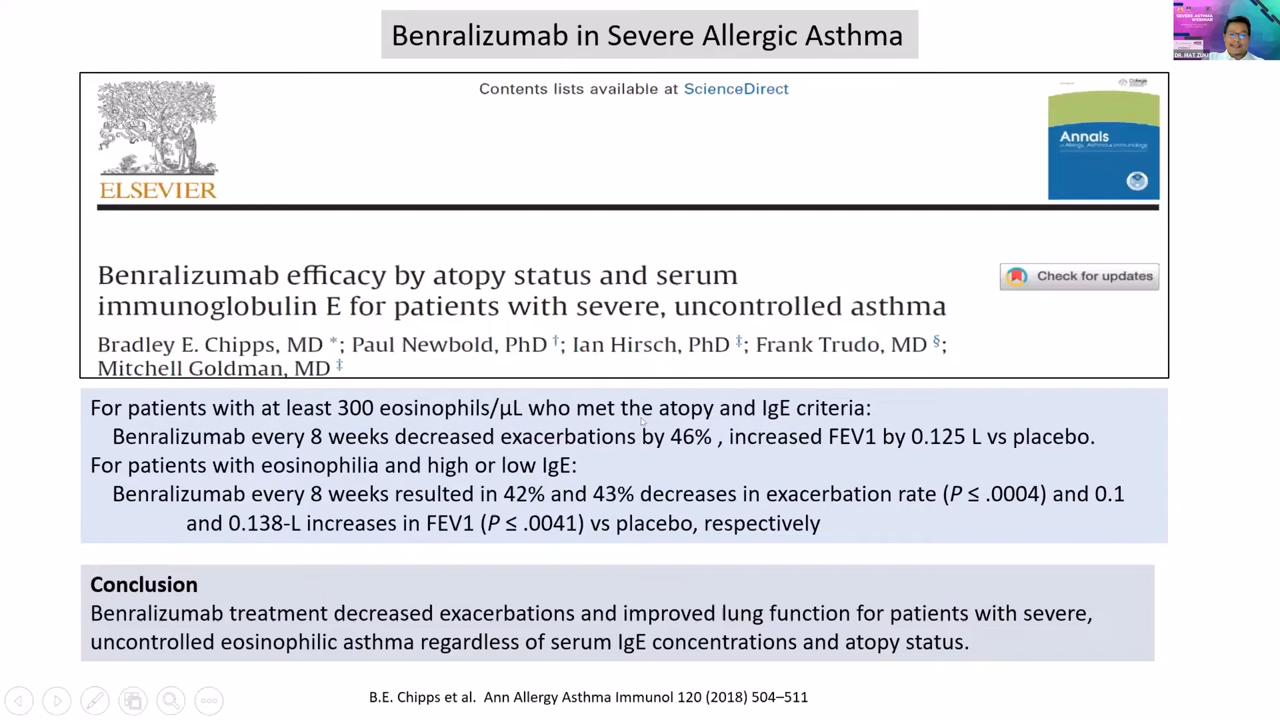 Benralizumab in Severe Allergic Asthma
SEVERE ASTHMA
WEBINAR
Contents lists available at ScienceDirect
ELSEVIER
Annals
of Allergy, Asthma & Immunology
Benralizumab efficacy by atopy status and serum
immunoglobulin E for patients with severe, uncontrolled asthma
Check for updates
Bradley E. Chipps, MD *; Paul Newbold, PhD †; Ian Hirsch, PhD ‡; Frank Trudo, MD §;
Mitchell Goldman, MD ‡
For patients with at least 300 eosinophils/µL who met the atopy and IgE criteria:
Benralizumab every 8 weeks decreased exacerbations by 46% , increased FEV1 by 0.125 L vs placebo.
For patients with eosinophilia and high or low IgE:
Benralizumab every 8 weeks resulted in 42% and 43% decreases in exacerbation rate (P ≤ .0004) and 0.1
and 0.138-L increases in FEV1 (P ≤ .0041) vs placebo, respectively
Conclusion
Benralizumab treatment decreased exacerbations and improved lung function for patients with severe,
uncontrolled eosinophilic asthma regardless of serum IgE concentrations and atopy status.
B.E. Chipps et al. Ann Allergy Asthma Immunol 120 (2018) 504–511